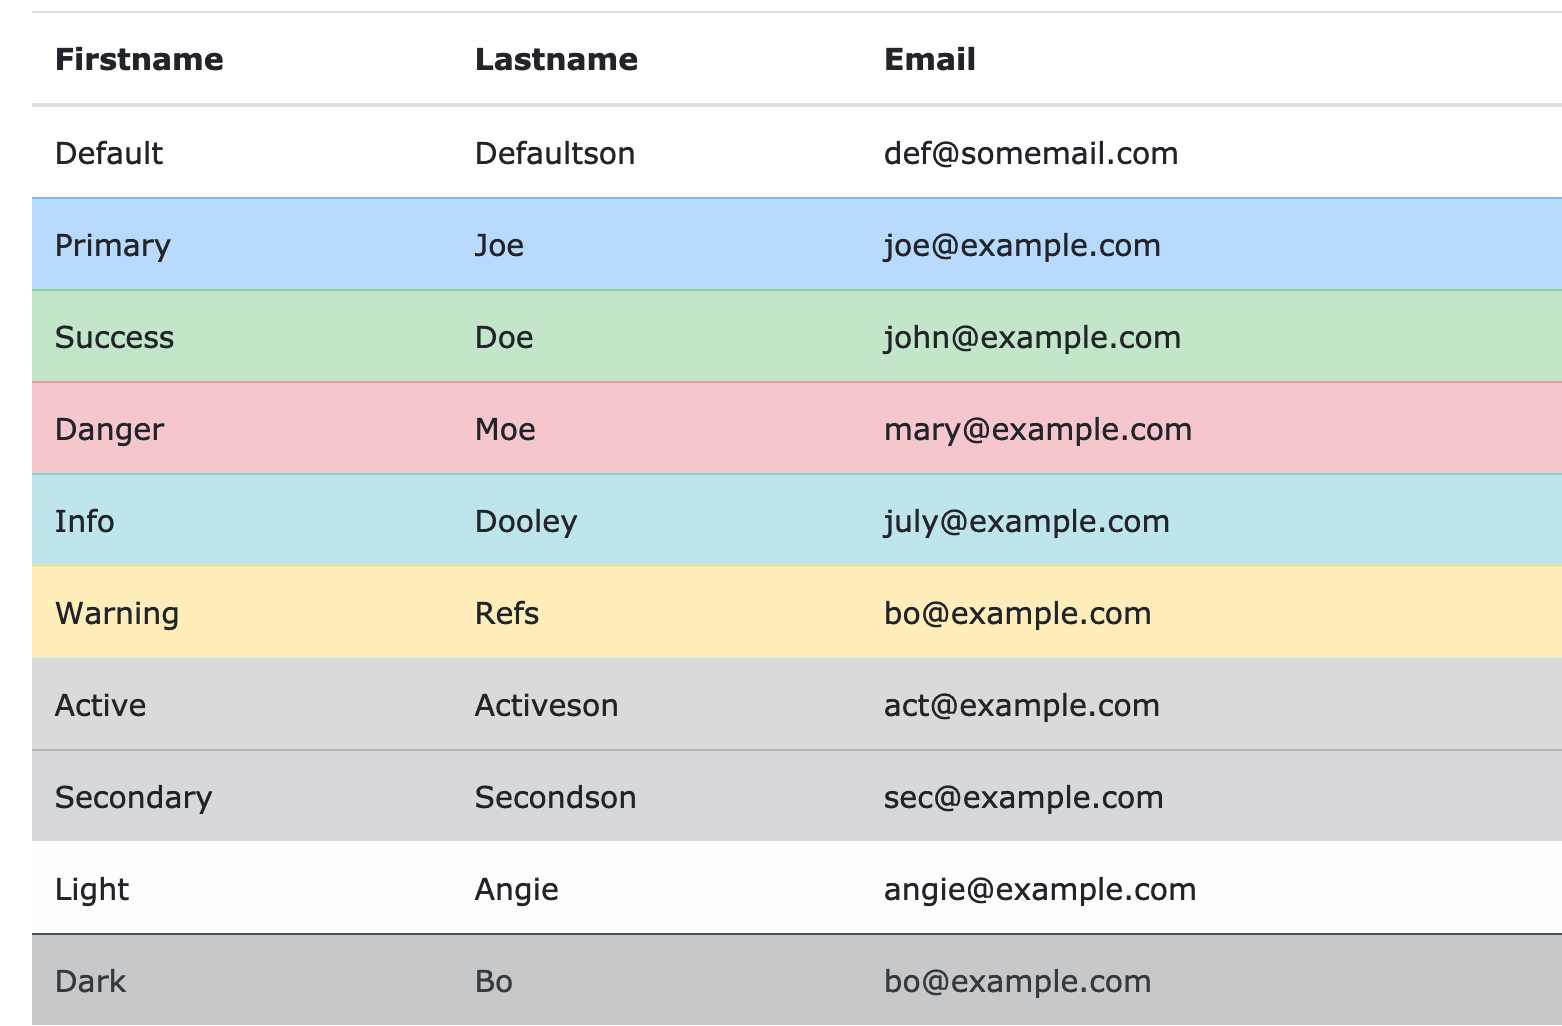 Firstname Lastname Email
Default Defaultson def@somemail.com
Primary Joe joe@example.com
Success Doe john@example.com
Danger Moe mary@example.com
Info Dooley july@example.com
Warning Refs bo@example.com
Active Activeson act@example.com
Secondary Secondson sec@example.com
Light Angie angie@example.com
Dark Bo bo@example.com